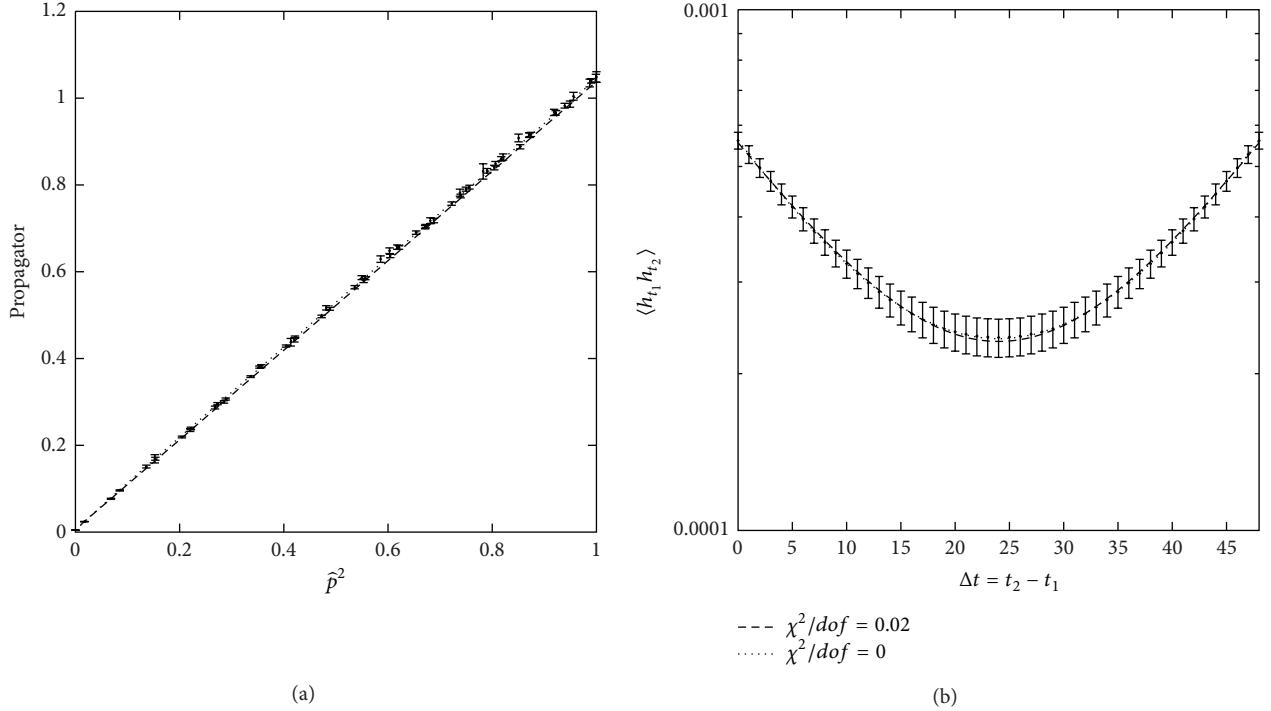 1.2
1
0.8
0.6
0.4
0.2
0
Propagator
0 0.2 0.4 0.6 0.8 1
p̂²
(a)
0.001
0.0001
⟨h_{t₁} h_{t₂}⟩
0 5 10 15 20 25 30 35 40 45
Δt = t₂ − t₁
χ²/dof = 0.02
χ²/dof = 0
(b)